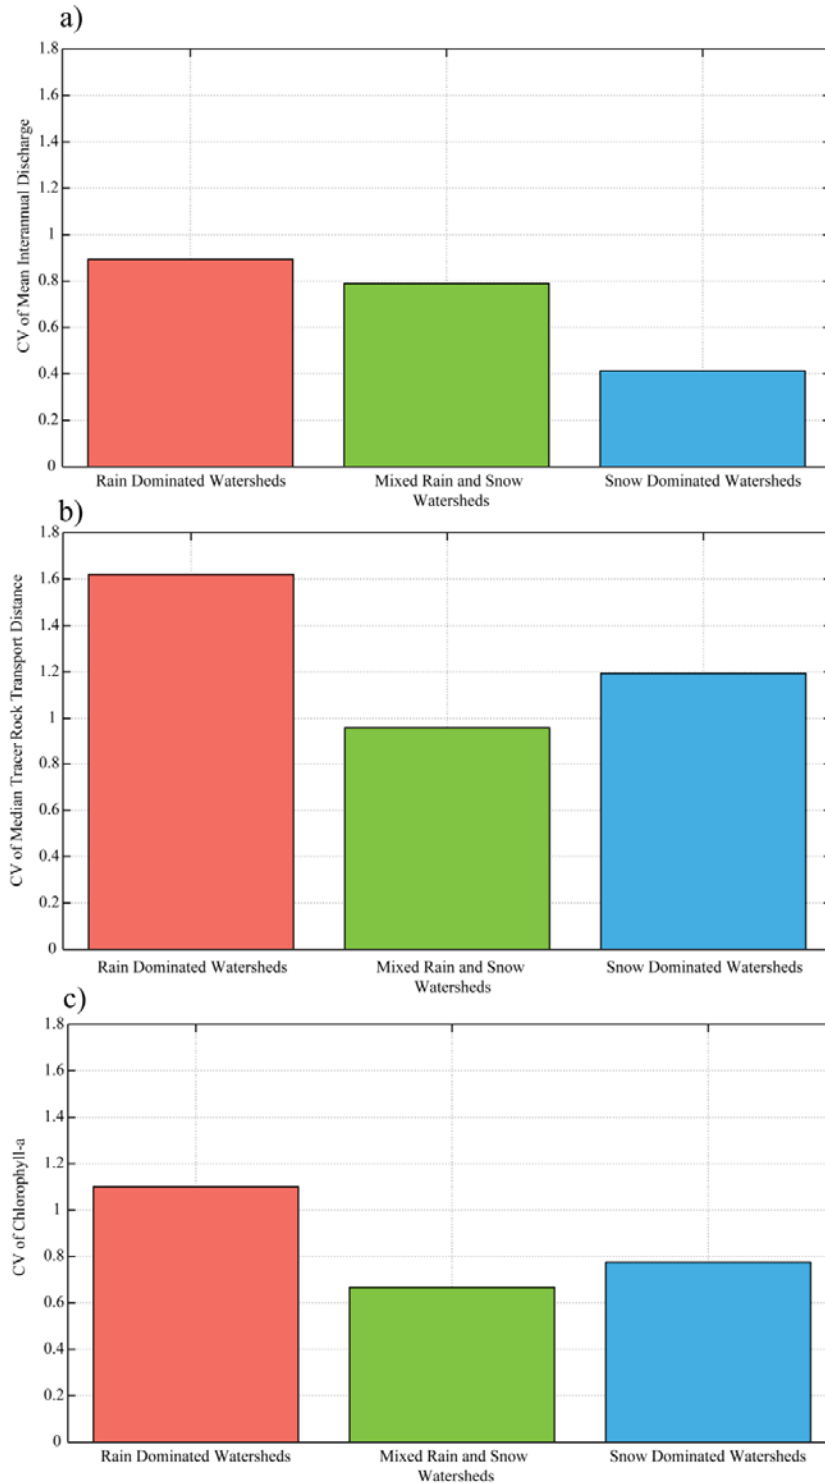 a)
CV of Mean Interannual Discharge
1.8
1.6
1.4
1.2
1
0.8
0.6
0.4
0.2
0
Rain Dominated Watersheds
Mixed Rain and Snow
Watersheds
Snow Dominated Watersheds
b)
CV of Median Tracer Rock Transport Distance
1.8
1.6
1.4
1.2
1
0.8
0.6
0.4
0.2
0
Rain Dominated Watersheds
Mixed Rain and Snow
Watersheds
Snow Dominated Watersheds
c)
CV of Chlorophyll-a
1.8
1.6
1.4
1.2
1
0.8
0.6
0.4
0.2
0
Rain Dominated Watersheds
Mixed Rain and Snow
Watersheds
Snow Dominated Watersheds